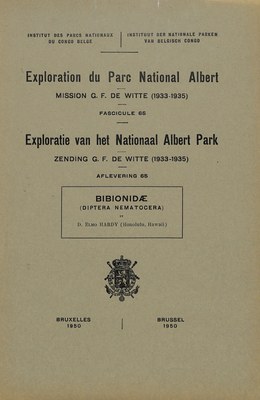 INSTITUT DES PARCS NATIONAUX
DU CONGO BELGE
INSTITUUT DER NATIONALE PARKEN
VAN BELGISCH CONGO
Exploration du Parc National Albert
MISSION G. F. DE WITTE (1933-1935)
FASCICULE 65
Exploratie van het Nationaal Albert Park
ZENDING G. F. DE WITTE (1933-1935)
AFLEVERING 65
BIBIONIDÆ
(DIPTERA NEMATOCERA)
D. Elmo HARDY (Honolulu, Hawaii)
BRUXELLES
1950
BRUSSEL
1950